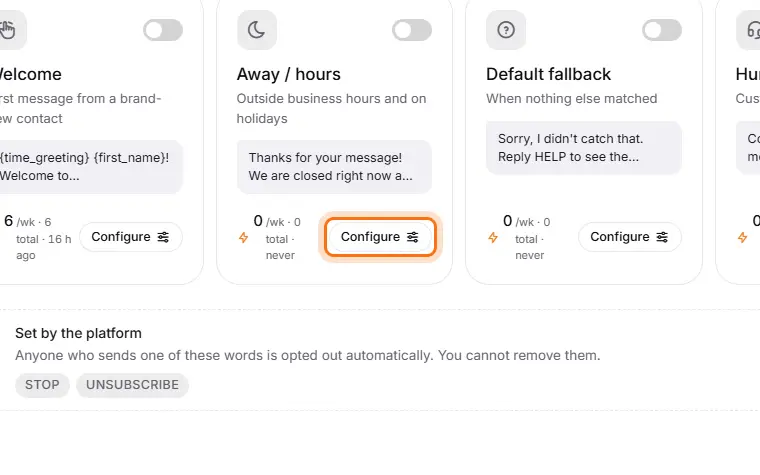 Welcome
first message from a brand-
new contact
{time_greeting} {first_name}!
Welcome to...
6 /wk · 6
total · 16 h
ago
Configure
Away / hours
Outside business hours and on
holidays
Thanks for your message!
We are closed right now a...
0 /wk · 0
total ·
never
Configure
Default fallback
When nothing else matched
Sorry, I didn't catch that.
Reply HELP to see the...
0 /wk · 0
total ·
never
Configure
Hu
Cus
Co
me
0
Set by the platform
Anyone who sends one of these words is opted out automatically. You cannot remove them.
STOP
UNSUBSCRIBE